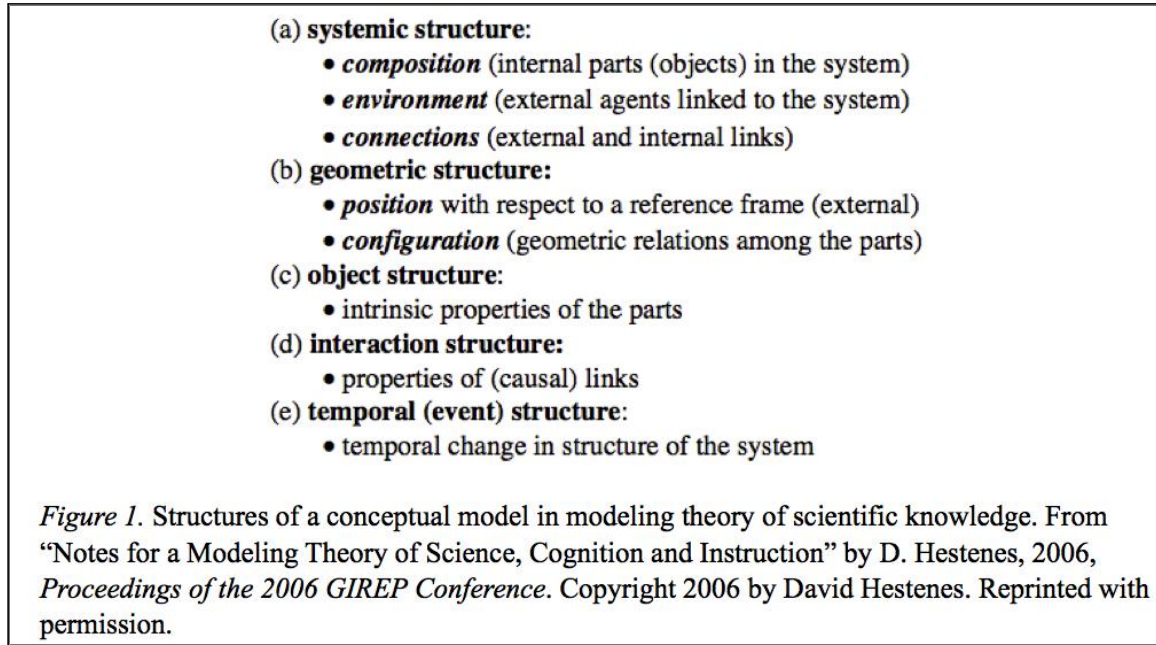 (a) systemic structure:
• composition (internal parts (objects) in the system)
• environment (external agents linked to the system)
• connections (external and internal links)
(b) geometric structure:
• position with respect to a reference frame (external)
• configuration (geometric relations among the parts)
(c) object structure:
• intrinsic properties of the parts
(d) interaction structure:
• properties of (causal) links
(e) temporal (event) structure:
• temporal change in structure of the system
Figure 1. Structures of a conceptual model in modeling theory of scientific knowledge. From
“Notes for a Modeling Theory of Science, Cognition and Instruction” by D. Hestenes, 2006,
Proceedings of the 2006 GIREP Conference. Copyright 2006 by David Hestenes. Reprinted with
permission.